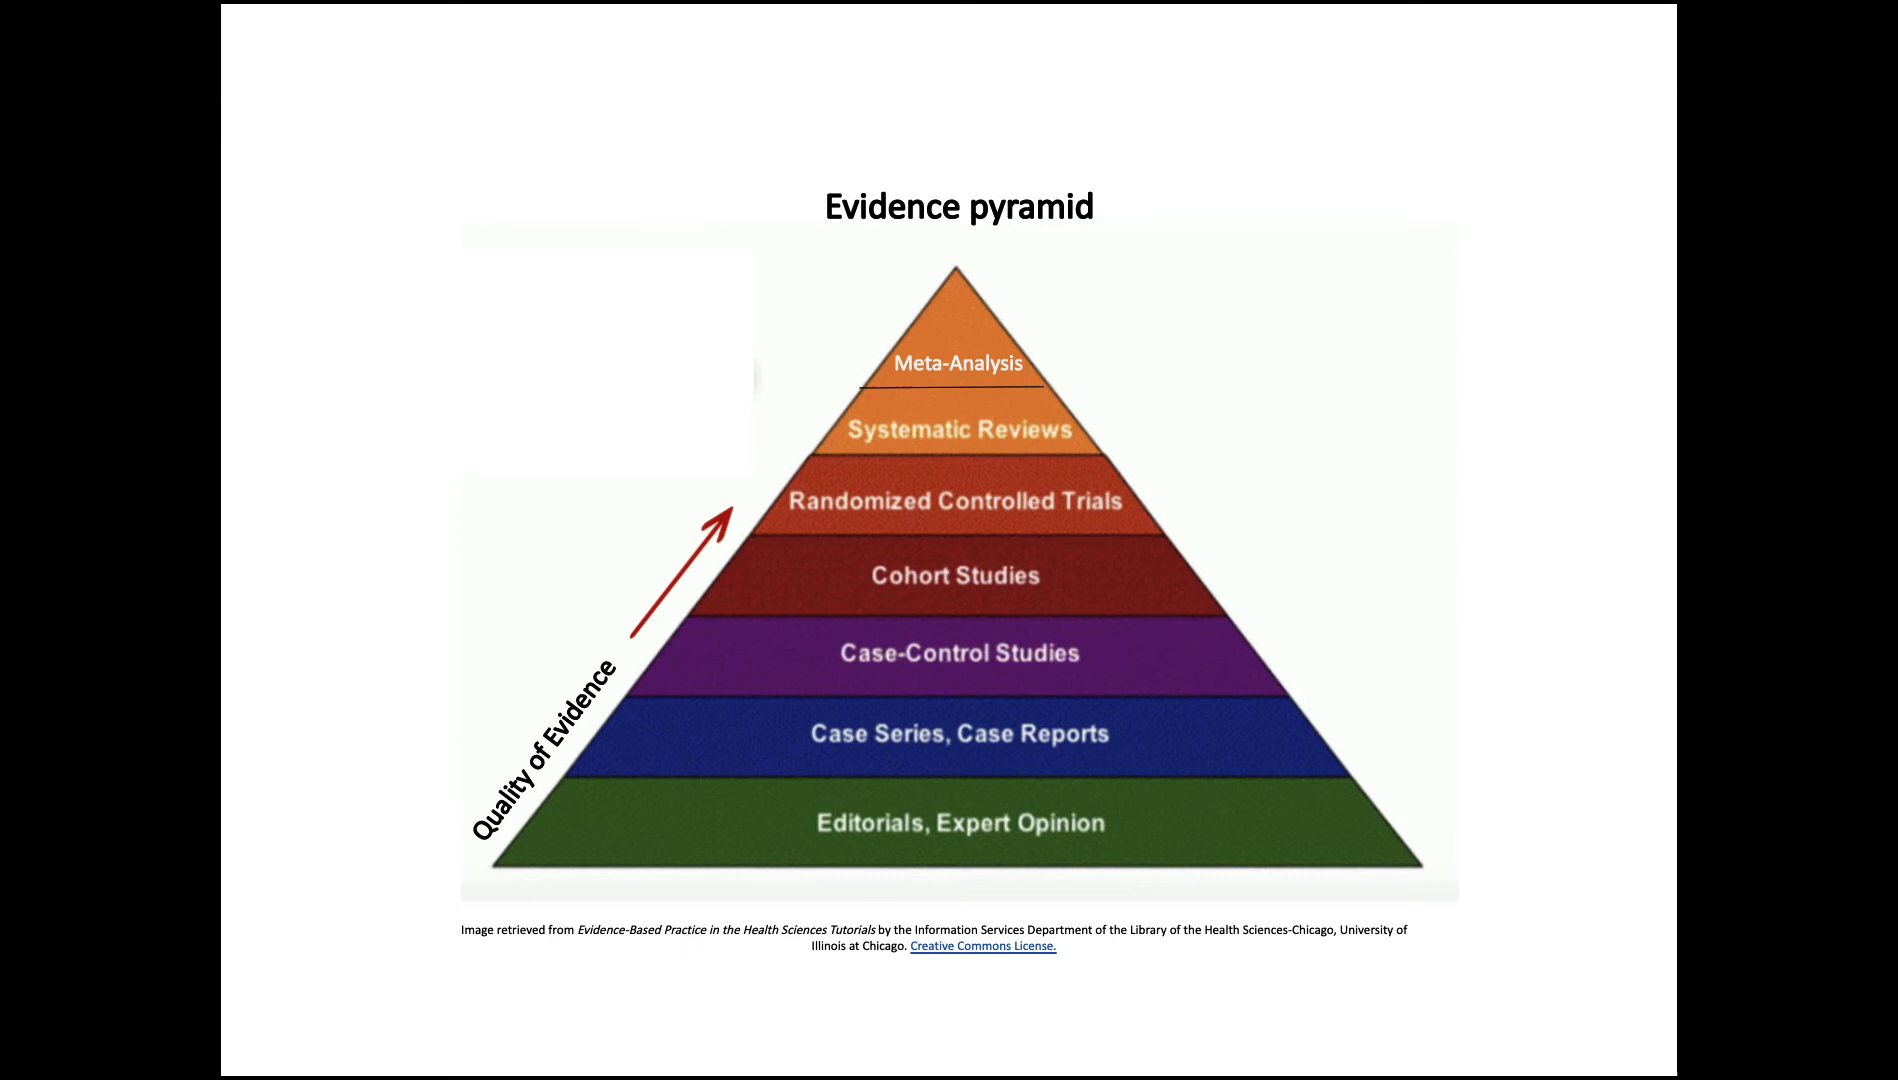 Evidence pyramid
Meta-Analysis
Systematic Reviews
Randomized Controlled Trials
Cohort Studies
Case-Control Studies
Case Series, Case Reports
Editorials, Expert Opinion
Quality of Evidence
Image retrieved from Evidence-Based Practice in the Health Sciences Tutorials by the Information Services Department of the Library of the Health Sciences-Chicago, University of
Illinois at Chicago. Creative Commons License.